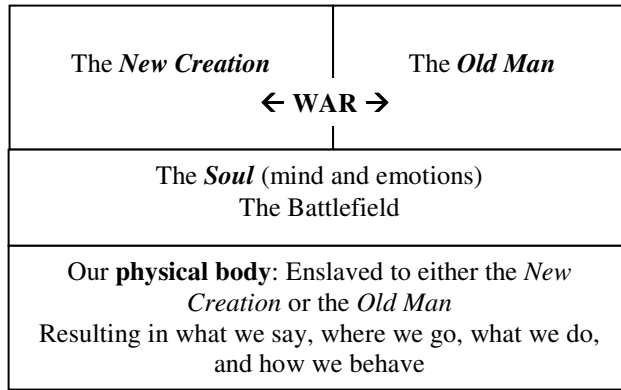 The New Creation
The Old Man
← WAR →
The Soul (mind and emotions)
The Battlefield
Our physical body: Enslaved to either the New
Creation or the Old Man
Resulting in what we say, where we go, what we do,
and how we behave